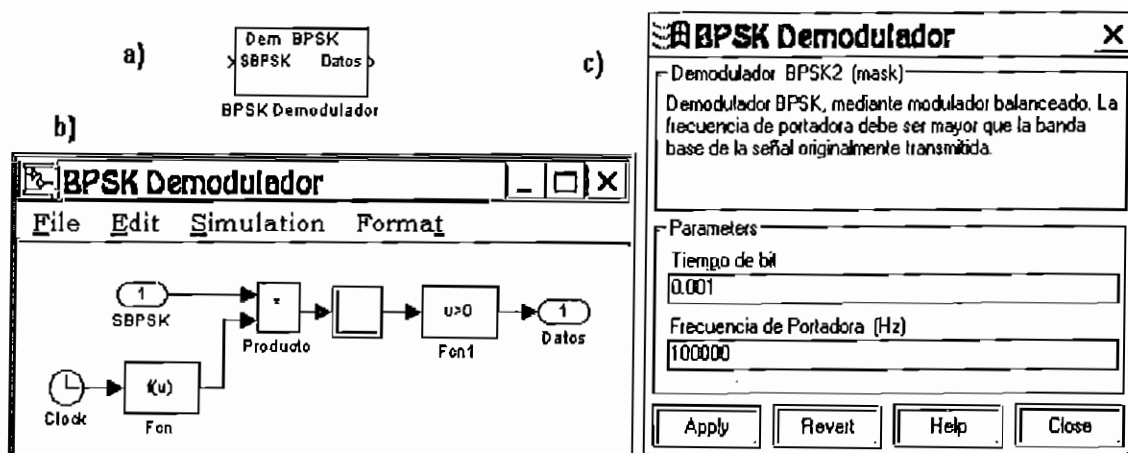 a)
Dem BPSK
SBPSK Datos
BPSK Demodulador
b)
BPSK Demodulador
File Edit Simulation Format
1
SBPSK
*
Producto
u>0
Fcn1
1
Datos
Clock
f(u)
Fcn
c)
BPSK Demodulador
Demodulador BPSK2 (mask)
Demodulador BPSK, mediante modulador balanceado. La
frecuencia de portadora debe ser mayor que la banda
base de la señal originalmente transmitida.
Parameters
Tiempo de bit
0.001
Frecuencia de Portadora (Hz)
100000
Apply Revert Help Close